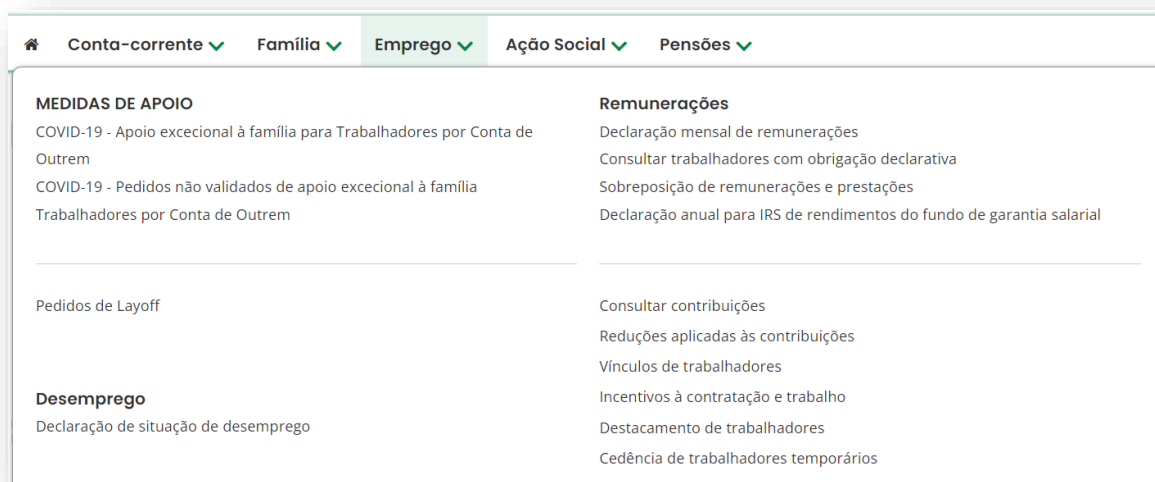 Conta-corrente Família Emprego Ação Social Pensões
MEDIDAS DE APOIO
COVID-19 - Apoio excecional à família para Trabalhadores por Conta de
Outrem
COVID-19 - Pedidos não validados de apoio excecional à família
Trabalhadores por Conta de Outrem
Pedidos de Layoff
Desemprego
Declaração de situação de desemprego
Remunerações
Declaração mensal de remunerações
Consultar trabalhadores com obrigação declarativa
Sobreposição de remunerações e prestações
Declaração anual para IRS de rendimentos do fundo de garantia salarial
Consultar contribuições
Reduções aplicadas às contribuições
Vínculos de trabalhadores
Incentivos à contratação e trabalho
Destacamento de trabalhadores
Cedência de trabalhadores temporários